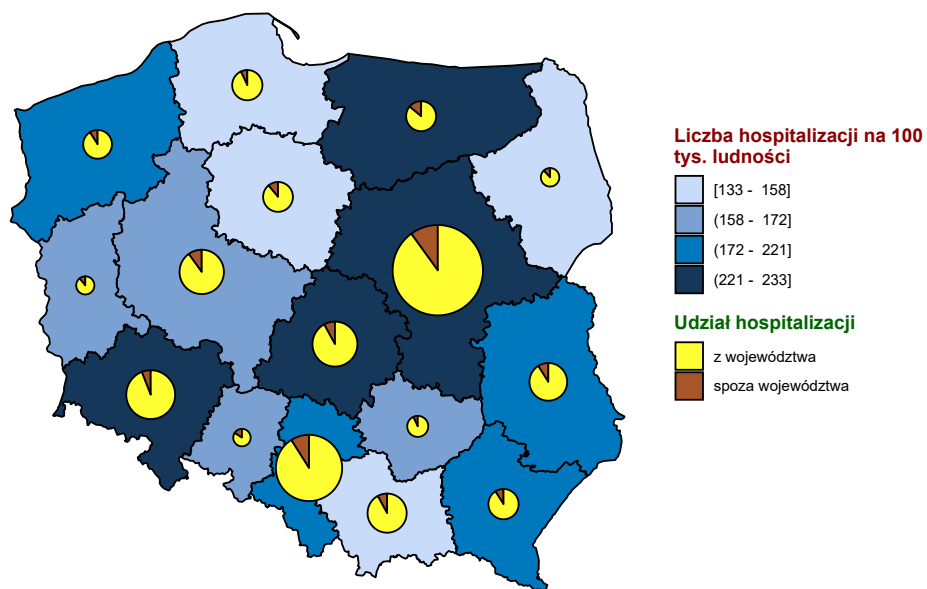 Liczba hospitalizacji na 100
tys. ludności
[133 - 158]
(158 - 172]
(172 - 221]
(221 - 233]
Udział hospitalizacji
z województwa
spoza województwa